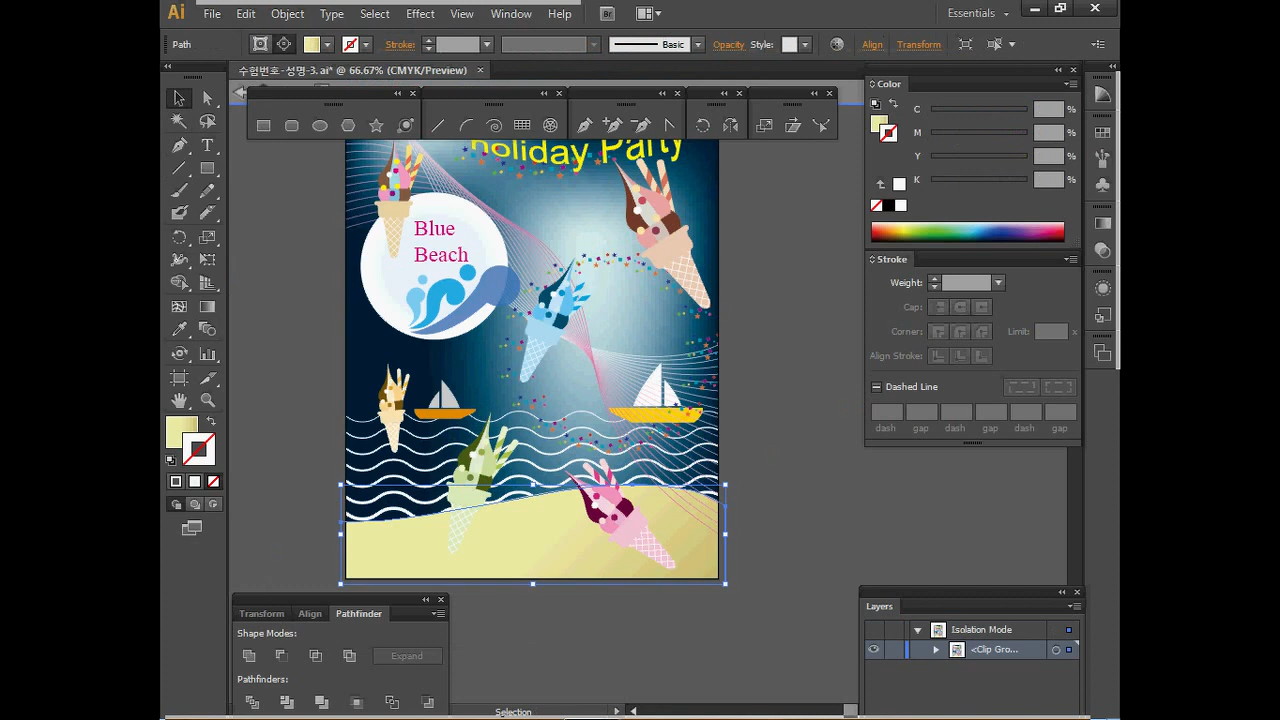 Ai File Edit Object Type Select Effect View Window Help Br Essentials
Path Stroke: Basic Opacity Style: Align Transform
수험번호-성명-3.ai* @ 66.67% (CMYK/Preview)
Color
C %
M %
Y %
K %
Holiday Party
Blue
Beach
Stroke
Weight:
Cap:
Corner: Limit: x
Align Stroke:
Dashed Line
dash gap dash gap dash gap
Transform Align Pathfinder
Shape Modes:
Expand
Pathfinders:
Layers
Isolation Mode
<Clip Gro...
Selection